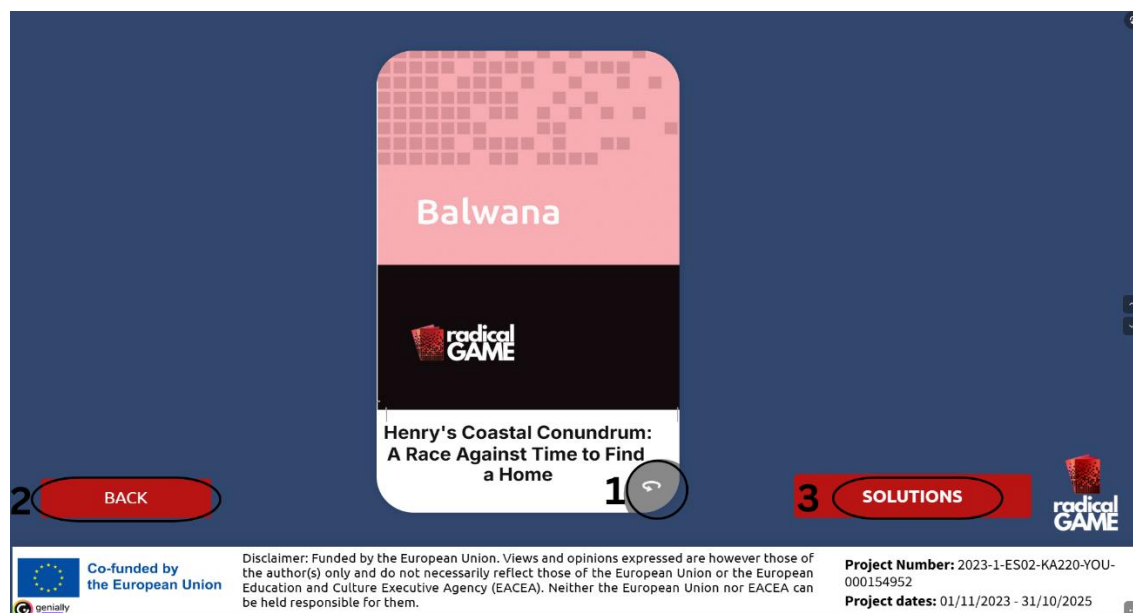 Balwana
radical
GAME
Henry's Coastal Conundrum:
A Race Against Time to Find
a Home
1
2
BACK
3
SOLUTIONS
radical
GAME
Co-funded by
the European Union
Disclaimer: Funded by the European Union. Views and opinions expressed are however those of
the author(s) only and do not necessarily reflect those of the European Union or the European
Education and Culture Executive Agency (EACEA). Neither the European Union nor EACEA can
be held responsible for them.
Project Number: 2023-1-ES02-KA220-YOU-
000154952
Project dates: 01/11/2023 - 31/10/2025
genially